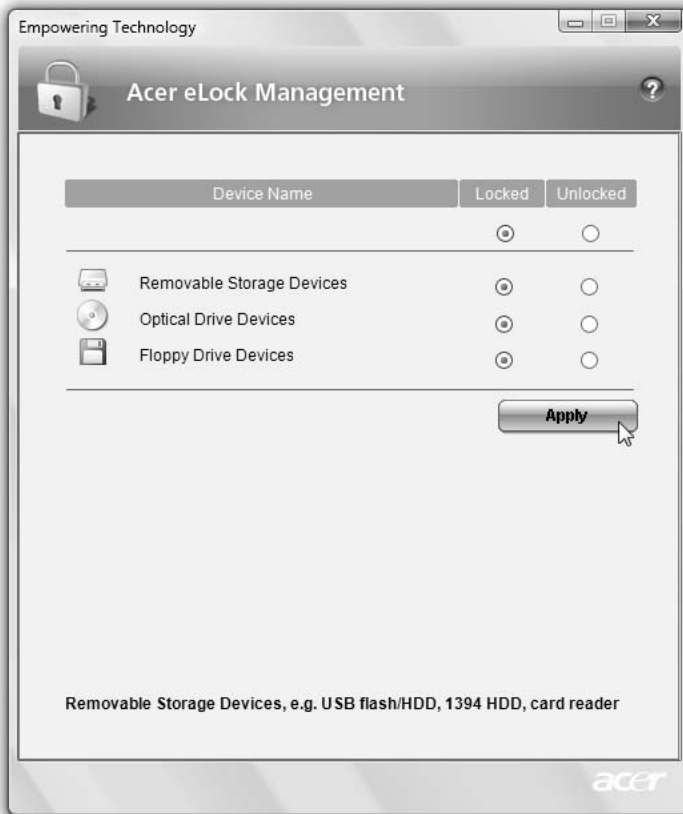 Empowering Technology
Acer eLock Management
?
Device Name Locked Unlocked
Removable Storage Devices
Optical Drive Devices
Floppy Drive Devices
Apply
Removable Storage Devices, e.g. USB flash/HDD, 1394 HDD, card reader
acer